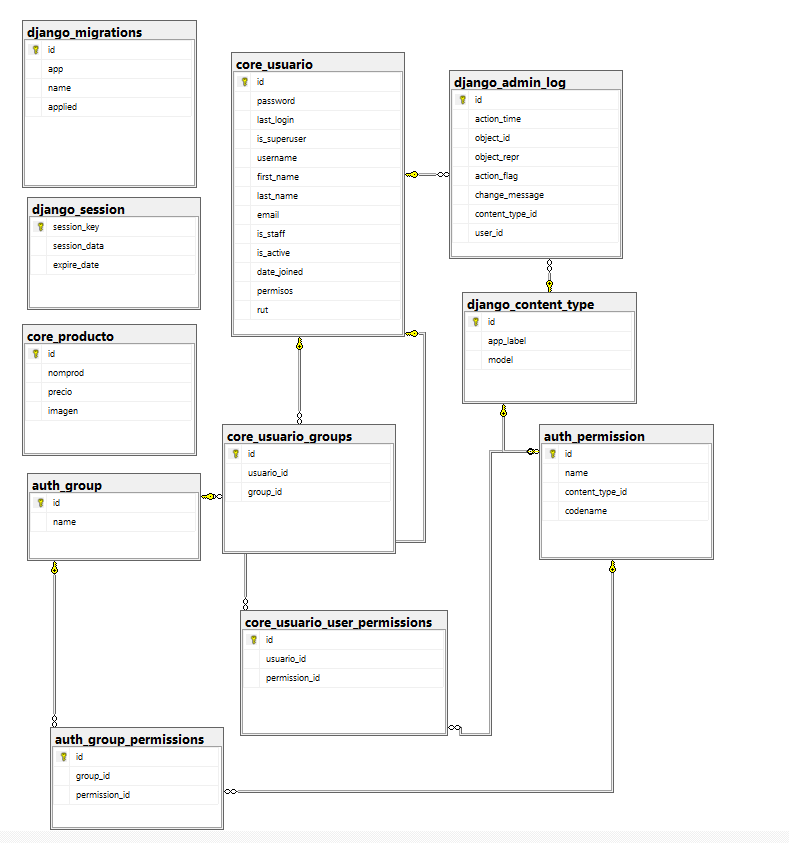 django_migrations
id
app
name
applied
django_session
session_key
session_data
expire_date
core_producto
id
nomprod
precio
imagen
auth_group
id
name
core_usuario
id
password
last_login
is_superuser
username
first_name
last_name
email
is_staff
is_active
date_joined
permisos
rut
django_admin_log
id
action_time
object_id
object_repr
action_flag
change_message
content_type_id
user_id
django_content_type
id
app_label
model
core_usuario_groups
id
usuario_id
group_id
auth_permission
id
name
content_type_id
codename
core_usuario_user_permissions
id
usuario_id
permission_id
auth_group_permissions
id
group_id
permission_id